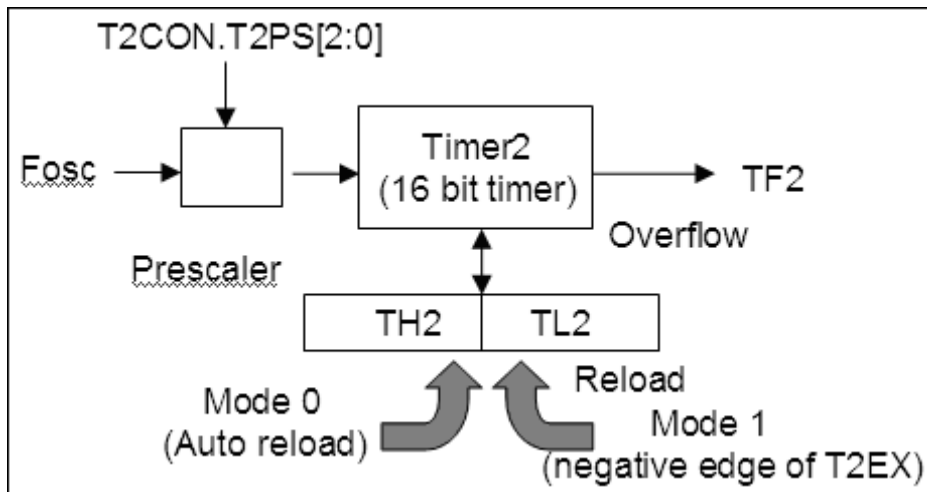 T2CON.T2PS[2:0]
Fosc
Prescaler
Timer2
(16 bit timer)
TF2
Overflow
TH2
TL2
Reload
Mode 0
(Auto reload)
Mode 1
(negative edge of T2EX)